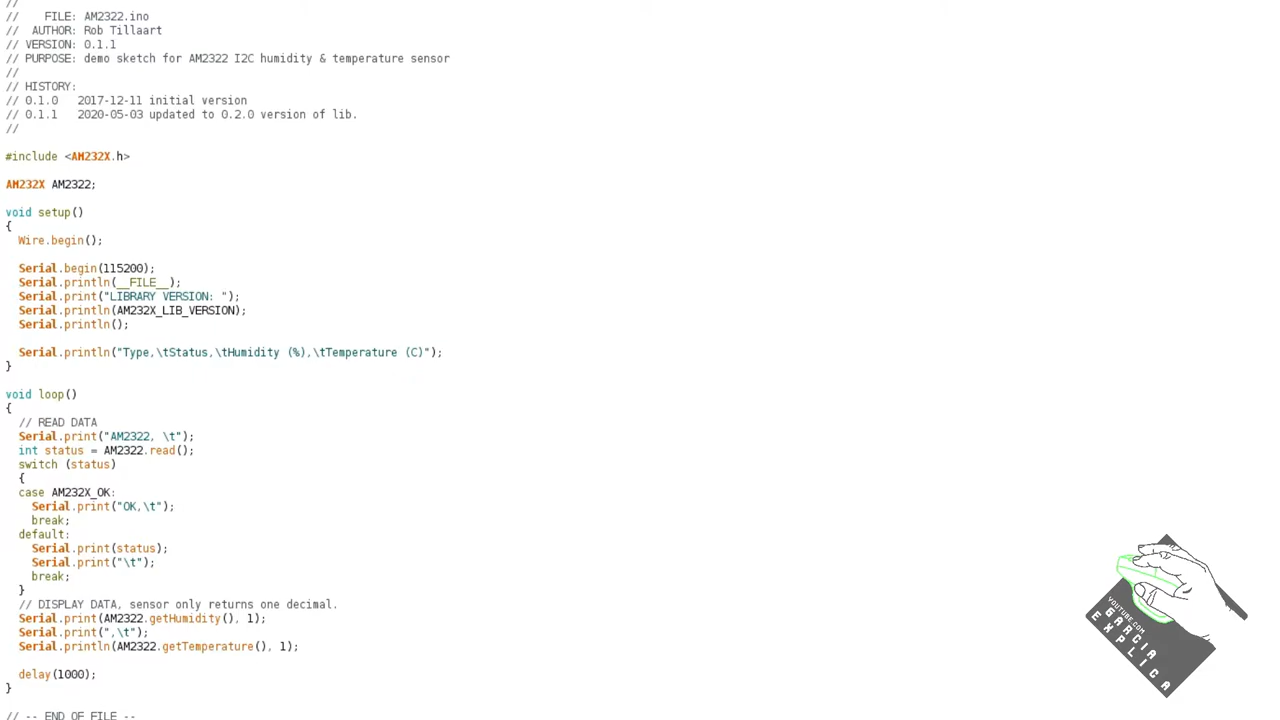 //
//    FILE: AM2322.ino
//  AUTHOR: Rob Tillaart
// VERSION: 0.1.1
// PURPOSE: demo sketch for AM2322 I2C humidity & temperature sensor
//
// HISTORY:
// 0.1.0   2017-12-11 initial version
// 0.1.1   2020-05-03 updated to 0.2.0 version of lib.
//
#include <AM232X.h>
AM232X AM2322;
void setup()
{
  Wire.begin();
  Serial.begin(115200);
  Serial.println(__FILE__);
  Serial.print("LIBRARY VERSION: ");
  Serial.println(AM232X_LIB_VERSION);
  Serial.println();
  Serial.println("Type,\tStatus,\tHumidity (%),\tTemperature (C)");
}
void loop()
{
  // READ DATA
  Serial.print("AM2322, \t");
  int status = AM2322.read();
  switch (status)
  {
  case AM232X_OK:
    Serial.print("OK,\t");
    break;
  default:
    Serial.print(status);
    Serial.print("\t");
    break;
  }
  // DISPLAY DATA, sensor only returns one decimal.
  Serial.print(AM2322.getHumidity(), 1);
  Serial.print(",\t");
  Serial.println(AM2322.getTemperature(), 1);
  delay(1000);
}
// -- END OF FILE --
YOUTUBE.COM
GARCIA
EXPLICA